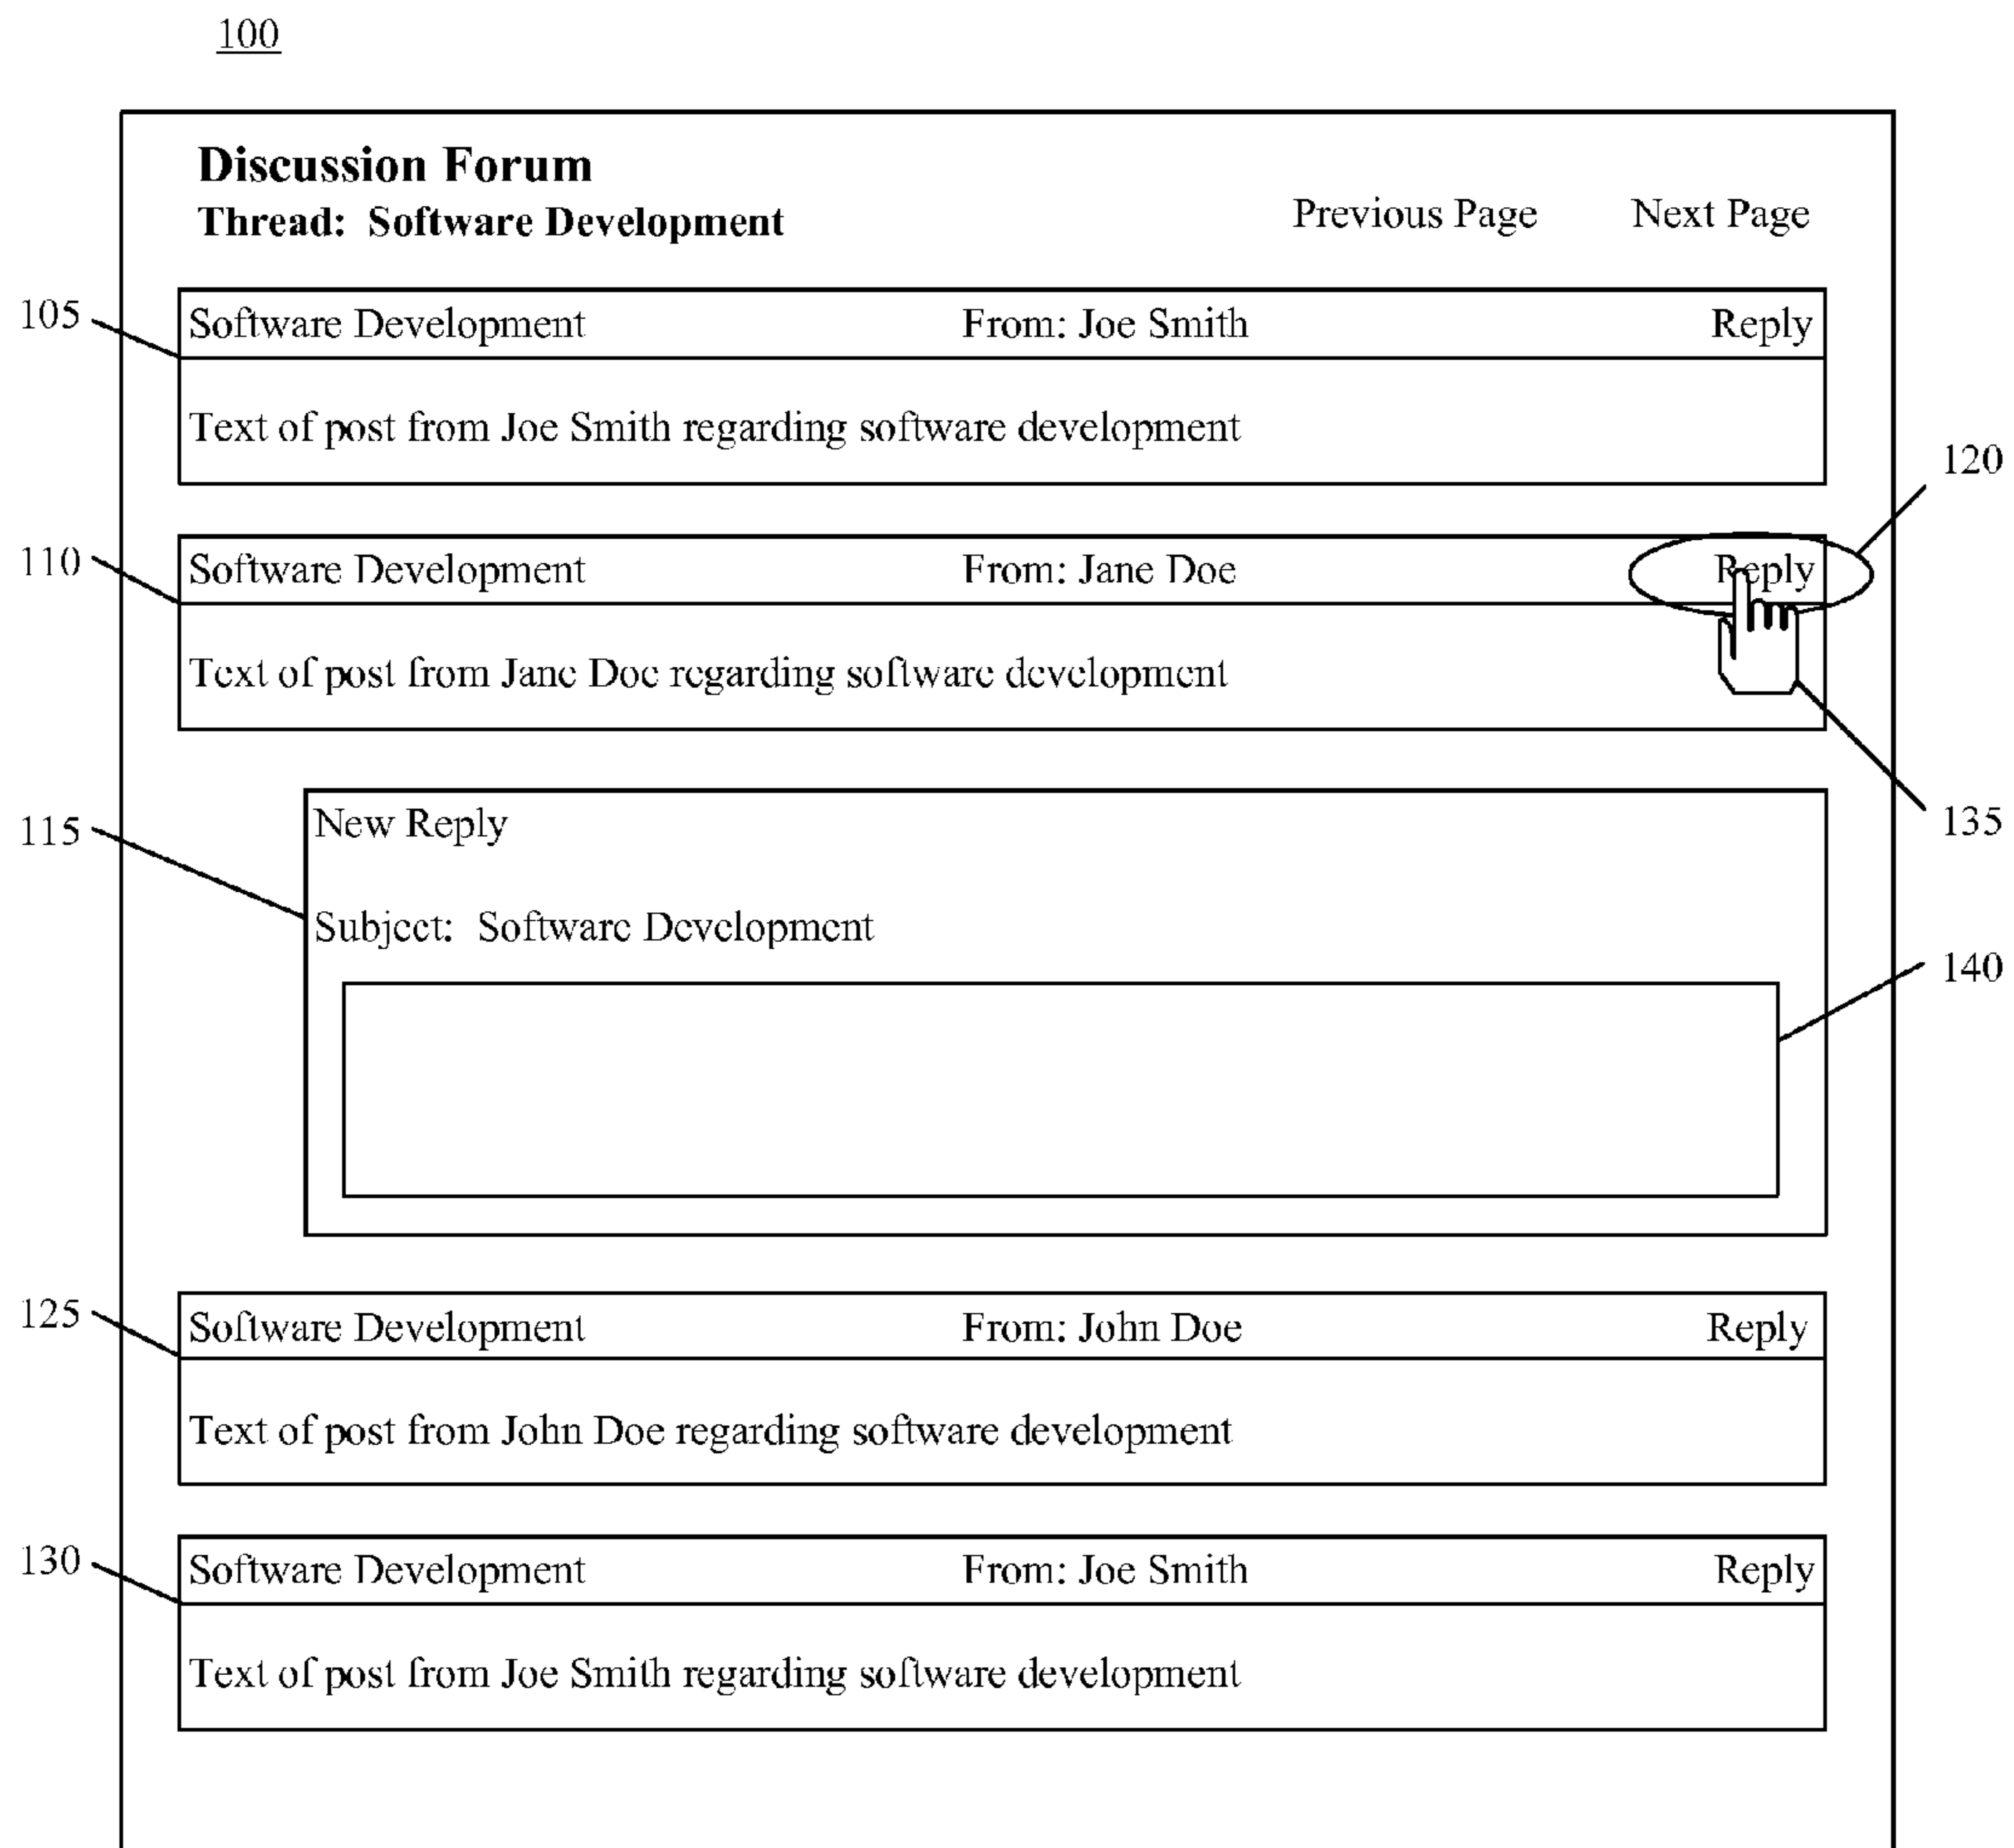 100
Discussion Forum
Thread: Software Development
Previous Page Next Page
105
Software Development From: Joe Smith Reply
Text of post from Joe Smith regarding software development
120
110
Software Development From: Jane Doe Reply
Text of post from Jane Doe regarding software development
135
115
New Reply
Subject: Software Development
140
125
Software Development From: John Doe Reply
Text of post from John Doe regarding software development
130
Software Development From: Joe Smith Reply
Text of post from Joe Smith regarding software development